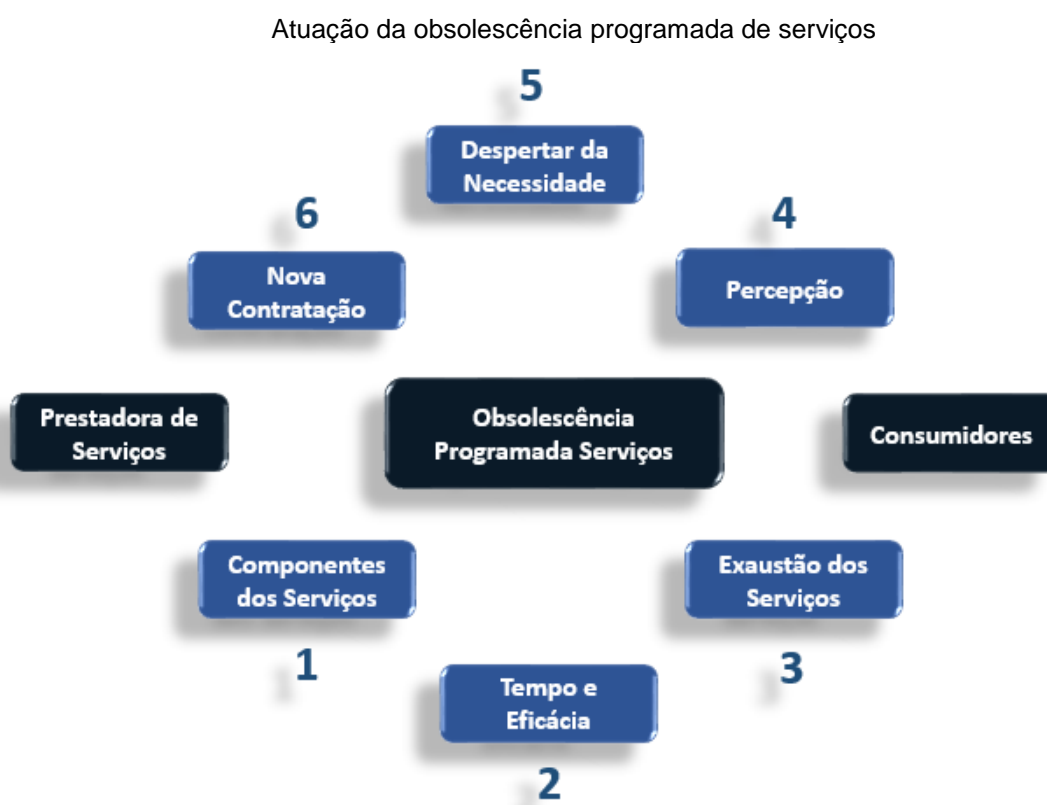 Atuação da obsolescência programada de serviços
5
Despertar da
Necessidade
6
4
Nova
Contratação
Percepção
Prestadora de
Serviços
Obsolescência
Programada Serviços
Consumidores
Componentes
dos Serviços
Exaustão dos
Serviços
1
3
Tempo e
Eficácia
2